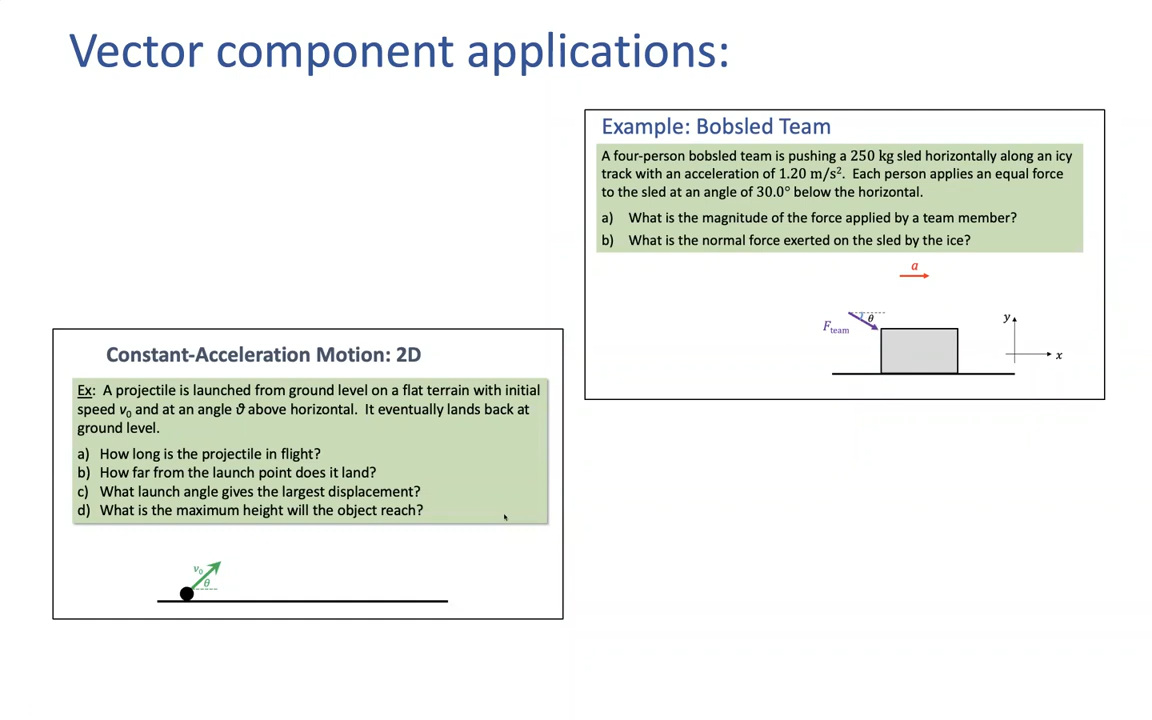 Vector component applications:
Example: Bobsled Team
A four-person bobsled team is pushing a 250 kg sled horizontally along an icy
track with an acceleration of 1.20 m/s². Each person applies an equal force
to the sled at an angle of 30.0° below the horizontal.
a) What is the magnitude of the force applied by a team member?
b) What is the normal force exerted on the sled by the ice?
a
F_team
θ
y
x
Constant-Acceleration Motion: 2D
Ex: A projectile is launched from ground level on a flat terrain with initial
speed v₀ and at an angle ϑ above horizontal. It eventually lands back at
ground level.
a) How long is the projectile in flight?
b) How far from the launch point does it land?
c) What launch angle gives the largest displacement?
d) What is the maximum height will the object reach?
v₀
θ